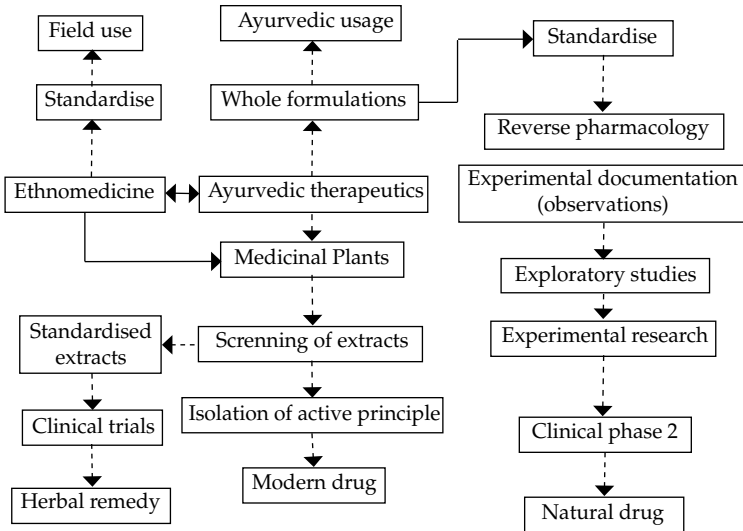 Field use
Ayurvedic usage
Standardise
Standardise
Whole formulations
Reverse pharmacology
Ethnomedicine
Ayurvedic therapeutics
Experimental documentation
(observations)
Medicinal Plants
Exploratory studies
Standardised
extracts
Screnning of extracts
Experimental research
Clinical trials
Isolation of active principle
Clinical phase 2
Herbal remedy
Modern drug
Natural drug